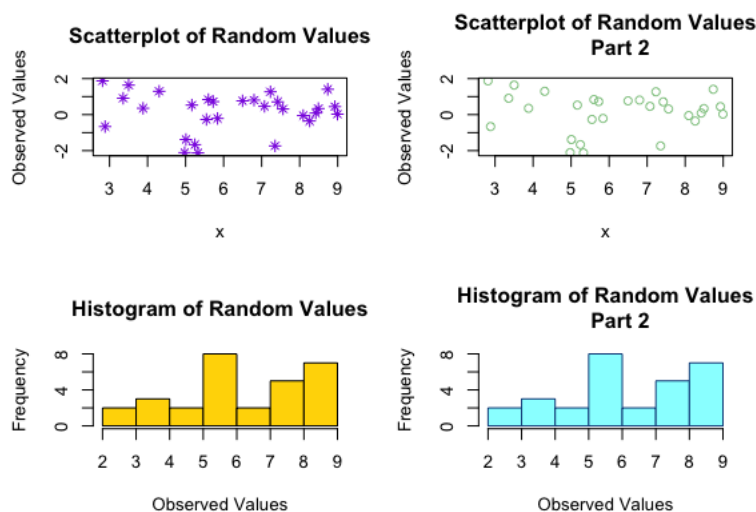 Scatterplot of Random Values
Observed Values
2
0
-2
3 4 5 6 7 8 9
x
Scatterplot of Random Values
Part 2
Observed Values
2
0
-2
3 4 5 6 7 8 9
x
Histogram of Random Values
Frequency
8
4
0
2 3 4 5 6 7 8 9
Observed Values
Histogram of Random Values
Part 2
Frequency
8
4
0
2 3 4 5 6 7 8 9
Observed Values